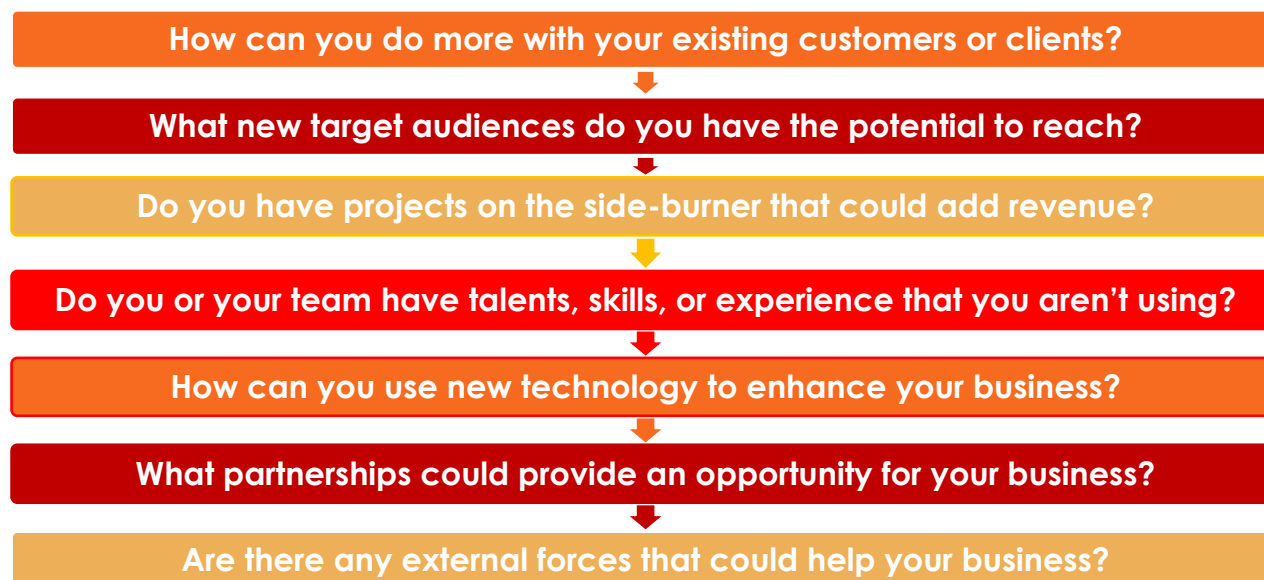 How can you do more with your existing customers or clients?
What new target audiences do you have the potential to reach?
Do you have projects on the side-burner that could add revenue?
Do you or your team have talents, skills, or experience that you aren’t using?
How can you use new technology to enhance your business?
What partnerships could provide an opportunity for your business?
Are there any external forces that could help your business?